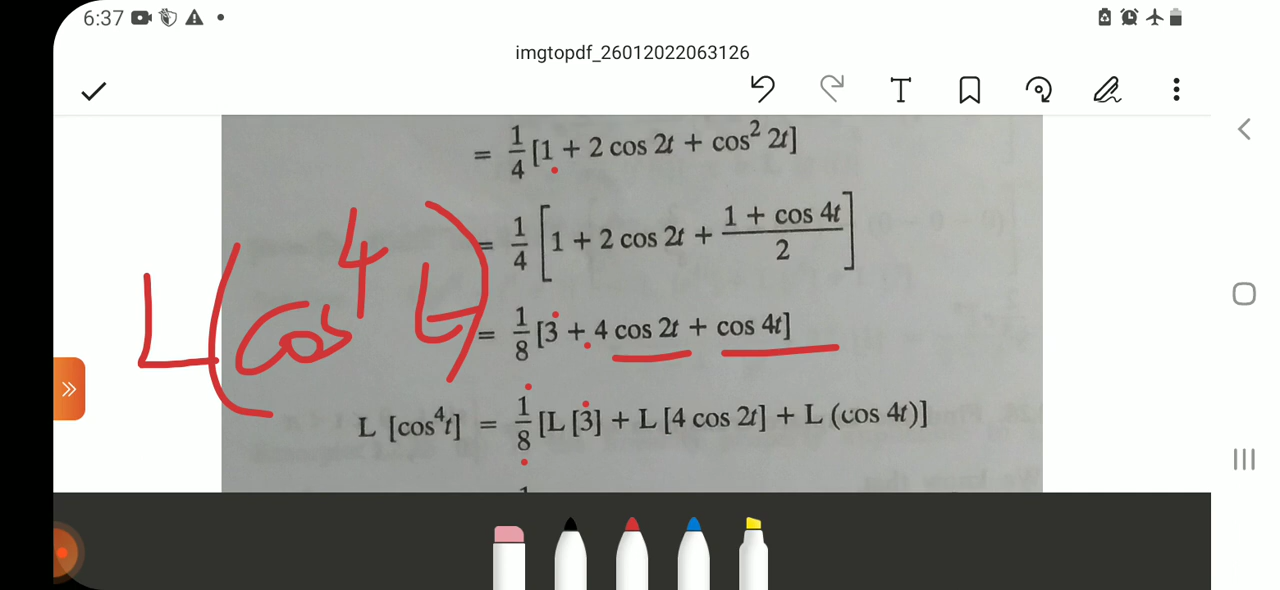 6:37
imgtopdf_26012022063126
T
= 1/4 [1 + 2 cos 2t + cos² 2t]
= 1/4 [1 + 2 cos 2t + (1 + cos 4t)/2]
= 1/8 [3 + 4 cos 2t + cos 4t]
L(cos⁴ t)
L [cos⁴t] = 1/8 [L [3] + L [4 cos 2t] + L (cos 4t)]